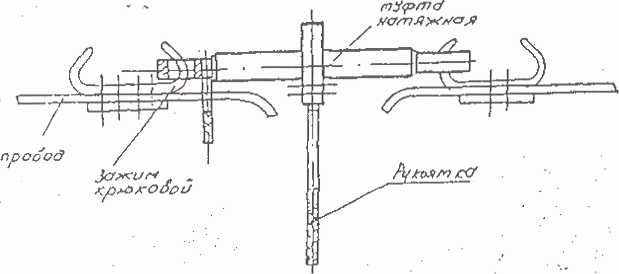 муфта
натяжная
провод
зажим
крюковой
Рукоятка